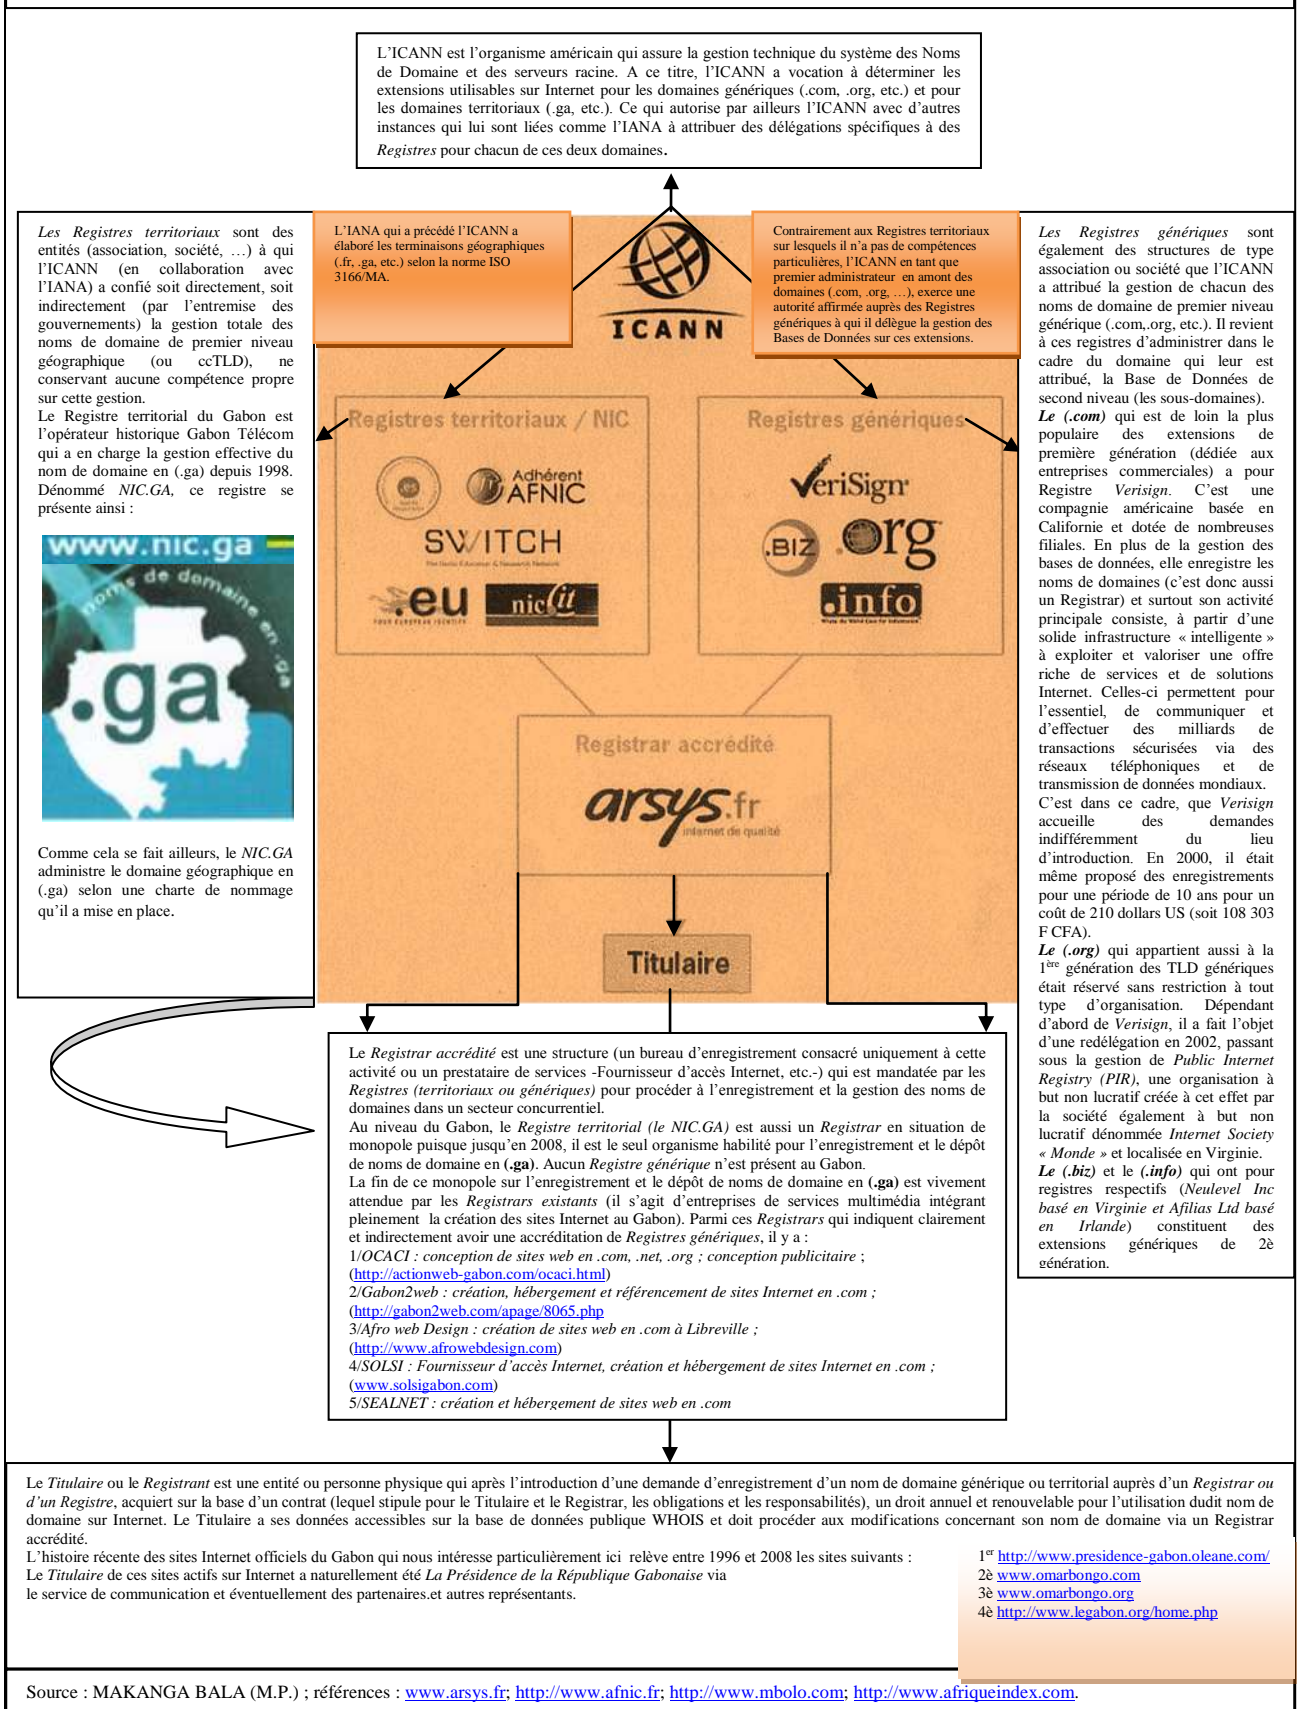 L'ICANN est l'organisme américain qui assure la gestion technique du système des Noms
de Domaine et des serveurs racine. A ce titre, l'ICANN a vocation à déterminer les
extensions utilisables sur Internet pour les domaines génériques (.com, .org, etc.) et pour
les domaines territoriaux (.ga, etc.). Ce qui autorise par ailleurs l'ICANN avec d'autres
instances qui lui sont liées comme l'IANA à attribuer des délégations spécifiques à des
Registres pour chacun de ces deux domaines.
Les Registres territoriaux sont des
entités (association, société, …) à qui
l'ICANN (en collaboration avec
l'IANA) a confié soit directement, soit
indirectement (par l'entremise des
gouvernements) la gestion totale des
noms de domaine de premier niveau
géographique (ou ccTLD), ne
conservant aucune compétence propre
sur cette gestion.
Le Registre territorial du Gabon est
l'opérateur historique Gabon Télécom
qui a en charge la gestion effective du
nom de domaine en (.ga) depuis 1998.
Dénommé NIC.GA, ce registre se
présente ainsi :
www.nic.ga
noms de domaine en .ga
.ga
Comme cela se fait ailleurs, le NIC.GA
administre le domaine géographique en
(.ga) selon une charte de nommage
qu'il a mise en place.
L'IANA qui a précédé l'ICANN a
élaboré les terminaisons géographiques
(.fr, .ga, etc.) selon la norme ISO
3166/MA.
ICANN
Contrairement aux Registres territoriaux
sur lesquels il n'a pas de compétences
particulières, l'ICANN en tant que
premier administrateur en amont des
domaines (.com, .org, …), exerce une
autorité affirmée auprès des Registres
génériques à qui il délègue la gestion des
Bases de Données sur ces extensions.
Registres territoriaux / NIC
.es
Adhérent
AFNIC
SWITCH
The Swiss Education & Research Network
.eu
YOUR EUROPEAN IDENTITY
nic.it
Registres génériques
VeriSign
.BIZ
.org
.info
Registrar accrédité
arsys.fr
internet de qualité
Titulaire
Les Registres génériques sont
également des structures de type
association ou société que l'ICANN
a attribué la gestion de chacun des
noms de domaine de premier niveau
générique (.com,.org, etc.). Il revient
à ces registres d'administrer dans le
cadre du domaine qui leur est
attribué, la Base de Données de
second niveau (les sous-domaines).
Le (.com) qui est de loin la plus
populaire des extensions de
première génération (dédiée aux
entreprises commerciales) a pour
Registre Verisign. C'est une
compagnie américaine basée en
Californie et dotée de nombreuses
filiales. En plus de la gestion des
bases de données, elle enregistre les
noms de domaines (c'est donc aussi
un Registrar) et surtout son activité
principale consiste, à partir d'une
solide infrastructure « intelligente »
à exploiter et valoriser une offre
riche de services et de solutions
Internet. Celles-ci permettent pour
l'essentiel, de communiquer et
d'effectuer des milliards de
transactions sécurisées via des
réseaux téléphoniques et de
transmission de données mondiaux.
C'est dans ce cadre, que Verisign
accueille des demandes
indifféremment du lieu
d'introduction. En 2000, il était
même proposé des enregistrements
pour une période de 10 ans pour un
coût de 210 dollars US (soit 108 303
F CFA).
Le (.org) qui appartient aussi à la
1ère génération des TLD génériques
était réservé sans restriction à tout
type d'organisation. Dépendant
d'abord de Verisign, il a fait l'objet
d'une redélégation en 2002, passant
sous la gestion de Public Internet
Registry (PIR), une organisation à
but non lucratif créée à cet effet par
la société également à but non
lucratif dénommée Internet Society
« Monde » et localisée en Virginie.
Le (.biz) et le (.info) qui ont pour
registres respectifs (Neulevel Inc
basé en Virginie et Afilias Ltd basé
en Irlande) constituent des
extensions génériques de 2è
génération.
Le Registrar accrédité est une structure (un bureau d'enregistrement consacré uniquement à cette
activité ou un prestataire de services -Fournisseur d'accès Internet, etc.-) qui est mandatée par les
Registres (territoriaux ou génériques) pour procéder à l'enregistrement et la gestion des noms de
domaines dans un secteur concurrentiel.
Au niveau du Gabon, le Registre territorial (le NIC.GA) est aussi un Registrar en situation de
monopole puisque jusqu'en 2008, il est le seul organisme habilité pour l'enregistrement et le dépôt
de noms de domaine en (.ga). Aucun Registre générique n'est présent au Gabon.
La fin de ce monopole sur l'enregistrement et le dépôt de noms de domaine en (.ga) est vivement
attendue par les Registrars existants (il s'agit d'entreprises de services multimédia intégrant
pleinement la création des sites Internet au Gabon). Parmi ces Registrars qui indiquent clairement
et indirectement avoir une accréditation de Registres génériques, il y a :
1/OCACI : conception de sites web en .com, .net, .org ; conception publicitaire ;
(http://actionweb-gabon.com/ocaci.html)
2/Gabon2web : création, hébergement et référencement de sites Internet en .com ;
(http://gabon2web.com/apage/8065.php
3/Afro web Design : création de sites web en .com à Libreville ;
(http://www.afrowebdesign.com)
4/SOLSI : Fournisseur d'accès Internet, création et hébergement de sites Internet en .com ;
(www.solsigabon.com)
5/SEALNET : création et hébergement de sites web en .com
Le Titulaire ou le Registrant est une entité ou personne physique qui après l'introduction d'une demande d'enregistrement d'un nom de domaine générique ou territorial auprès d'un Registrar ou
d'un Registre, acquiert sur la base d'un contrat (lequel stipule pour le Titulaire et le Registrar, les obligations et les responsabilités), un droit annuel et renouvelable pour l'utilisation dudit nom de
domaine sur Internet. Le Titulaire a ses données accessibles sur la base de données publique WHOIS et doit procéder aux modifications concernant son nom de domaine via un Registrar
accrédité.
L'histoire récente des sites Internet officiels du Gabon qui nous intéresse particulièrement ici relève entre 1996 et 2008 les sites suivants :
Le Titulaire de ces sites actifs sur Internet a naturellement été La Présidence de la République Gabonaise via
le service de communication et éventuellement des partenaires.et autres représentants.
1er http://www.presidence-gabon.oleane.com/
2è www.omarbongo.com
3è www.omarbongo.org
4è http://www.legabon.org/home.php
Source : MAKANGA BALA (M.P.) ; références : www.arsys.fr; http://www.afnic.fr; http://www.mbolo.com; http://www.afriqueindex.com.